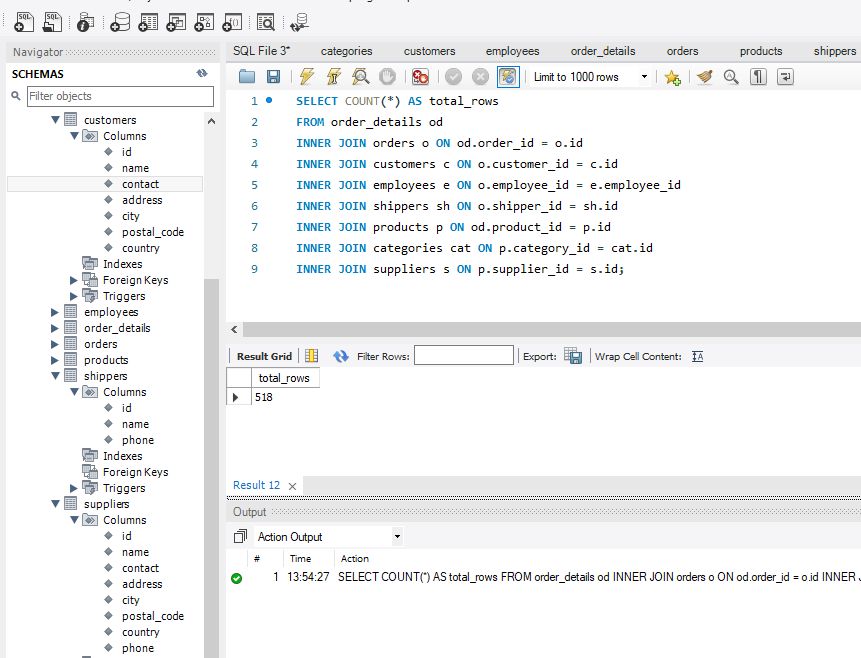 Navigator
SCHEMAS
Filter objects
customers
Columns
id
name
contact
address
city
postal_code
country
Indexes
Foreign Keys
Triggers
employees
order_details
orders
products
shippers
Columns
id
name
phone
Indexes
Foreign Keys
Triggers
suppliers
Columns
id
name
contact
address
city
postal_code
country
phone
SQL File 3* categories customers employees order_details orders products shippers
Limit to 1000 rows
1 SELECT COUNT(*) AS total_rows
2 FROM order_details od
3 INNER JOIN orders o ON od.order_id = o.id
4 INNER JOIN customers c ON o.customer_id = c.id
5 INNER JOIN employees e ON o.employee_id = e.employee_id
6 INNER JOIN shippers sh ON o.shipper_id = sh.id
7 INNER JOIN products p ON od.product_id = p.id
8 INNER JOIN categories cat ON p.category_id = cat.id
9 INNER JOIN suppliers s ON p.supplier_id = s.id;
Result Grid Filter Rows: Export: Wrap Cell Content:
total_rows
518
Result 12
Output
Action Output
# Time Action
1 13:54:27 SELECT COUNT(*) AS total_rows FROM order_details od INNER JOIN orders o ON od.order_id = o.id INNER